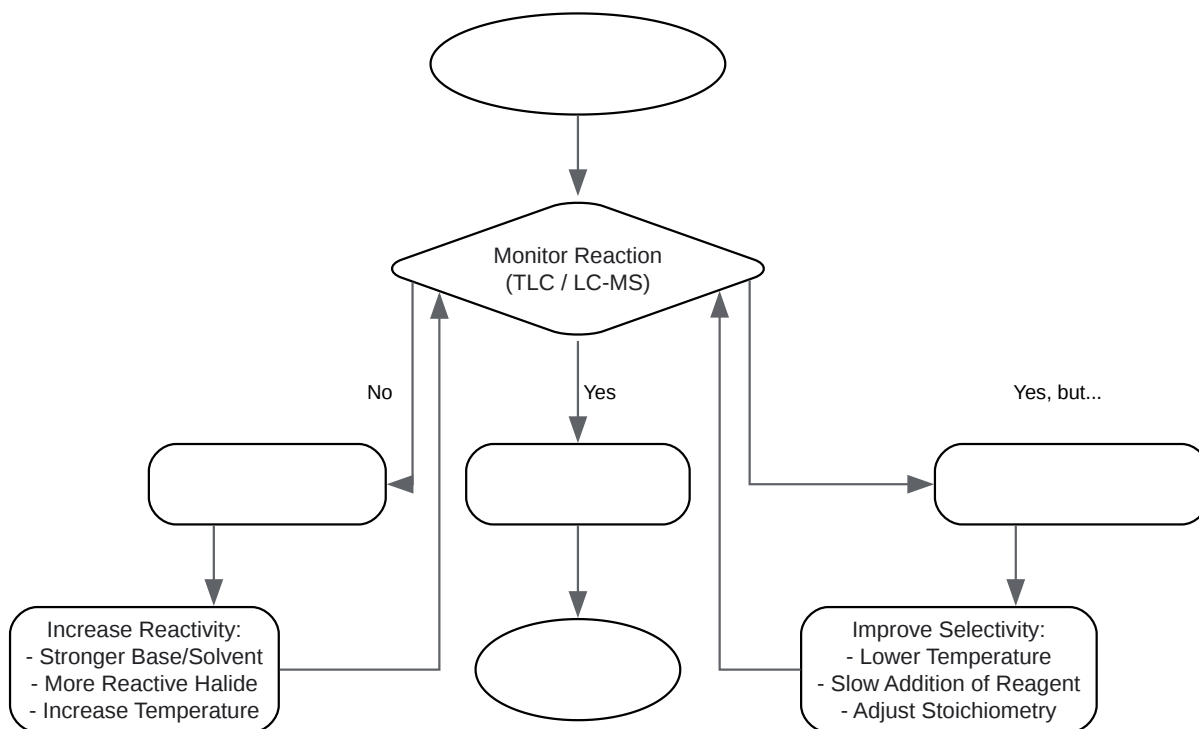 Monitor Reaction
(TLC / LC-MS)
No
Yes
Yes, but...
Increase Reactivity:
- Stronger Base/Solvent
- More Reactive Halide
- Increase Temperature
Improve Selectivity:
- Lower Temperature
- Slow Addition of Reagent
- Adjust Stoichiometry